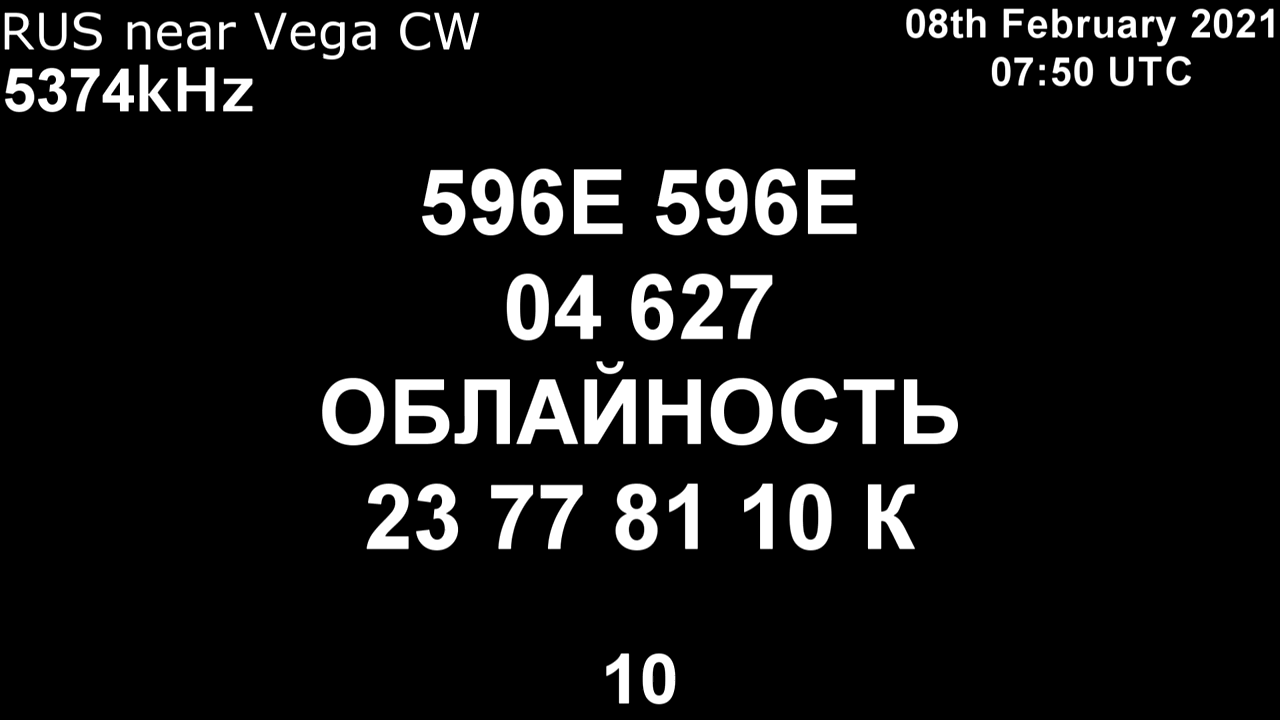 RUS near Vega CW
5374kHz
08th February 2021
07:50 UTC
596E 596E
04 627
ОБЛАЙНОСТЬ
23 77 81 10 К
10